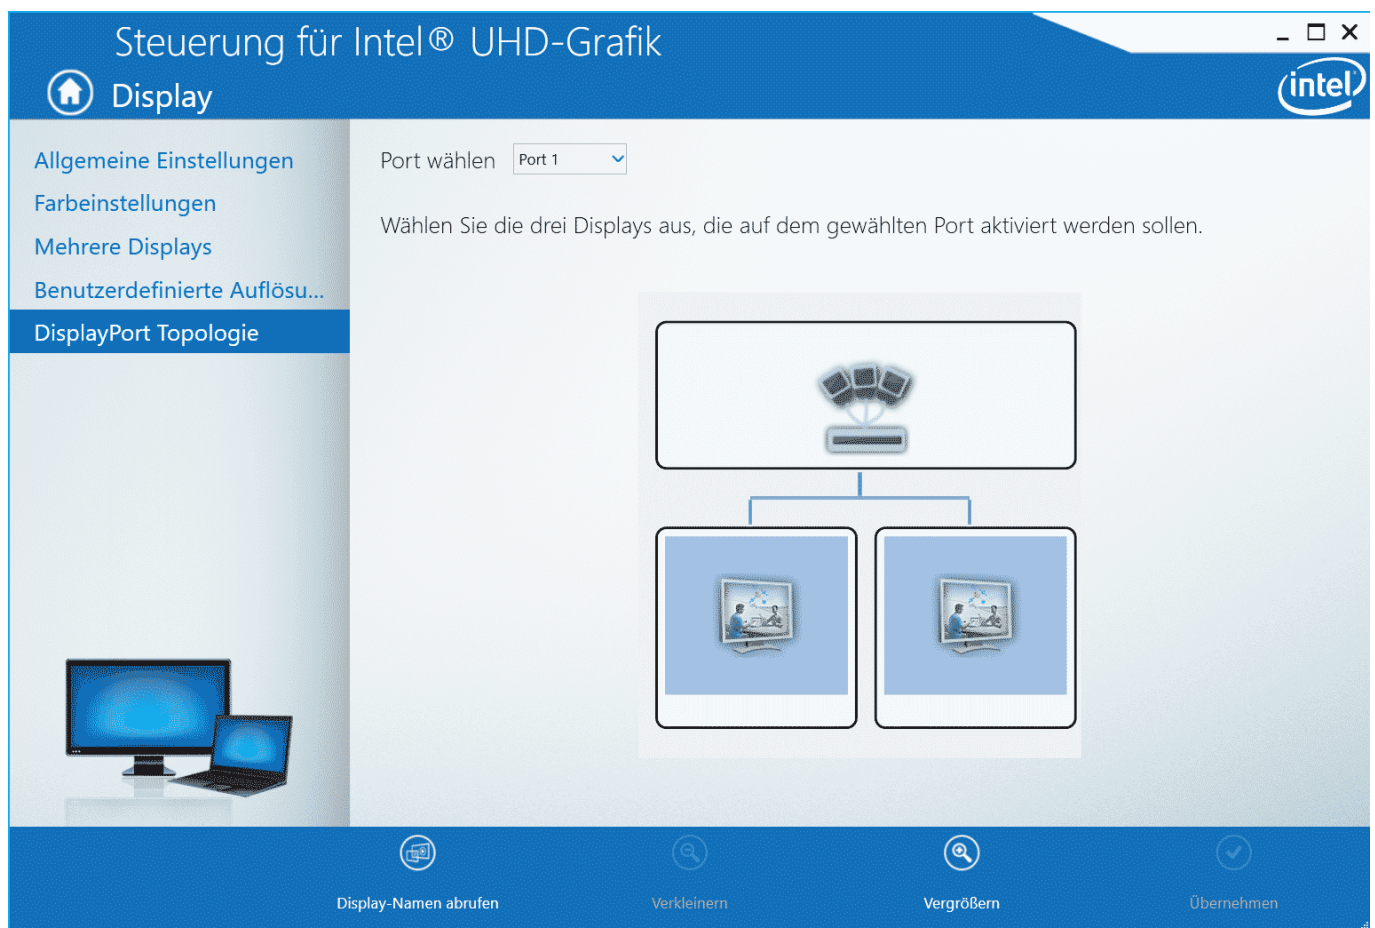 Steuerung für Intel® UHD-Grafik
Display
intel
Allgemeine Einstellungen
Farbeinstellungen
Mehrere Displays
Benutzerdefinierte Auflösu...
DisplayPort Topologie
Port wählen Port 1
Wählen Sie die drei Displays aus, die auf dem gewählten Port aktiviert werden sollen.
Display-Namen abrufen
Verkleinern
Vergrößern
Übernehmen